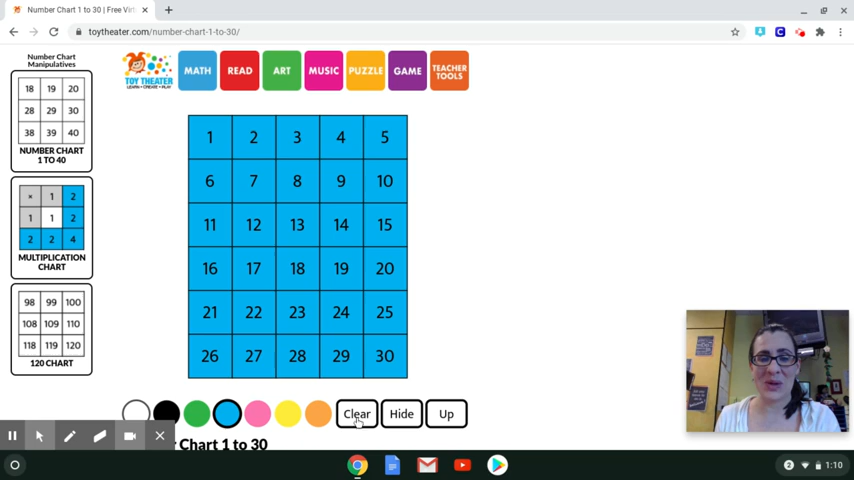 Number Chart 1 to 30 | Free Virt
toytheater.com/number-chart-1-to-30/
Number Chart
Manipulatives
18 19 20
28 29 30
38 39 40
NUMBER CHART
1 TO 40
× 1 2
1 1 2
2 2 4
MULTIPLICATION
CHART
98 99 100
108 109 110
118 119 120
120 CHART
TOY THEATER
LEARN • CREATE • PLAY
MATH
READ
ART
MUSIC
PUZZLE
GAME
TEACHER
TOOLS
1 2 3 4 5
6 7 8 9 10
11 12 13 14 15
16 17 18 19 20
21 22 23 24 25
26 27 28 29 30
Clear
Hide
Up
r Chart 1 to 30
2
1:10